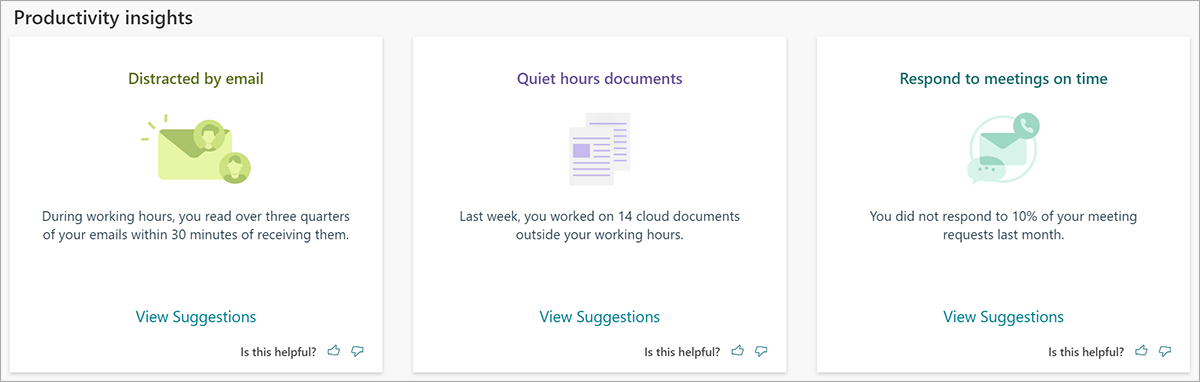 Productivity insights
Distracted by email
During working hours, you read over three quarters
of your emails within 30 minutes of receiving them.
View Suggestions
Is this helpful?
Quiet hours documents
Last week, you worked on 14 cloud documents
outside your working hours.
View Suggestions
Is this helpful?
Respond to meetings on time
You did not respond to 10% of your meeting
requests last month.
View Suggestions
Is this helpful?